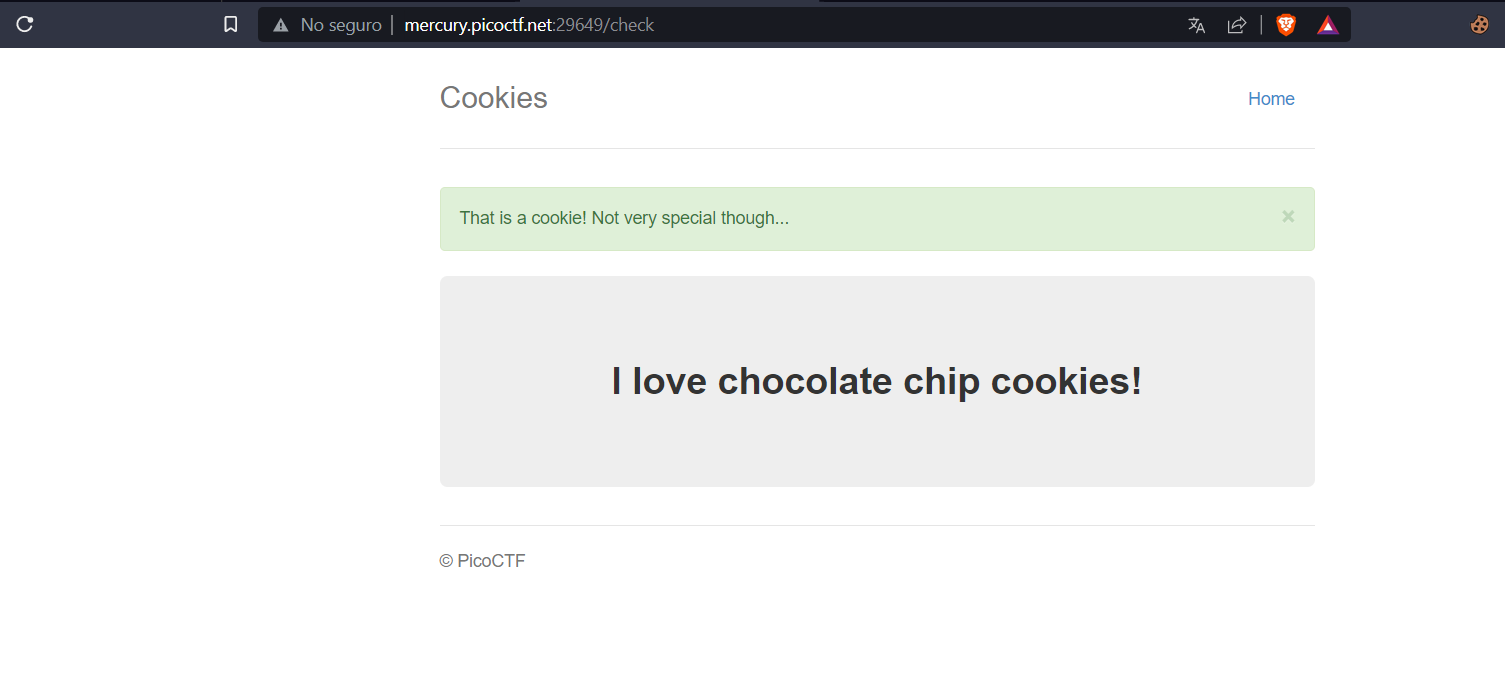 No seguro | mercury.picoctf.net:29649/check
Cookies
Home
That is a cookie! Not very special though...
×
I love chocolate chip cookies!
© PicoCTF